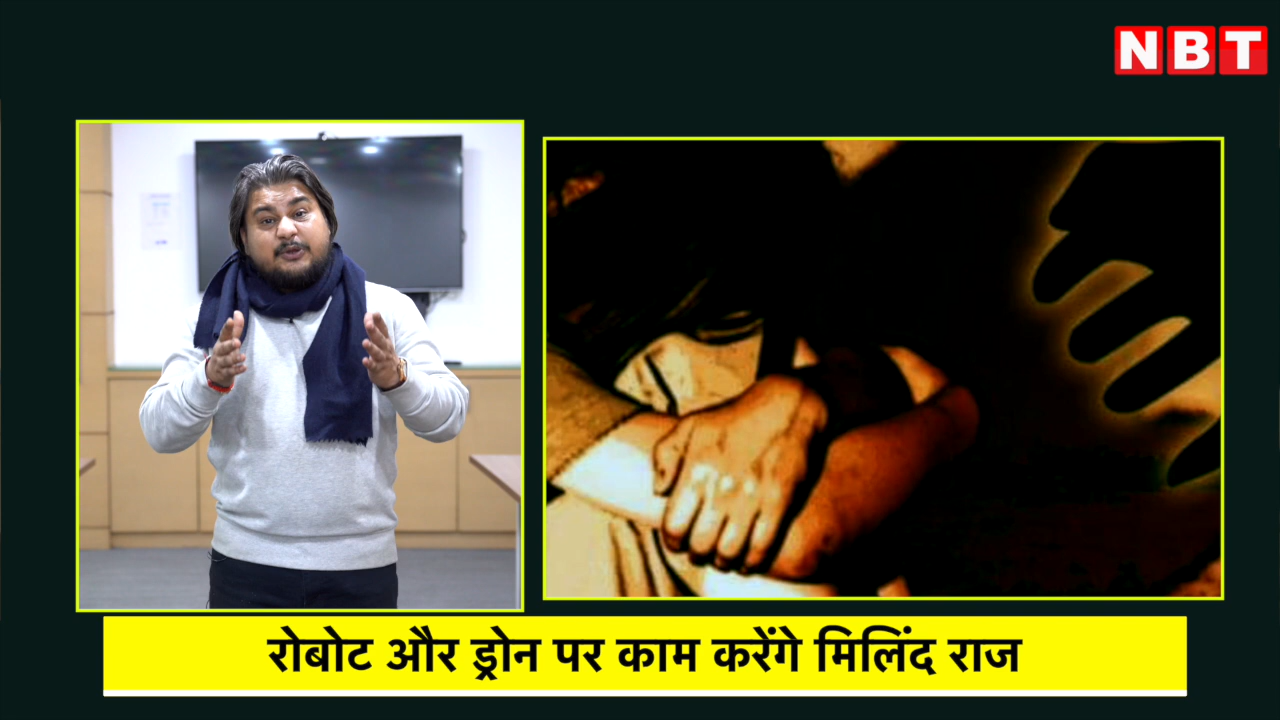 NBT
रोबोट और ड्रोन पर काम करेंगे मिलिंद राज